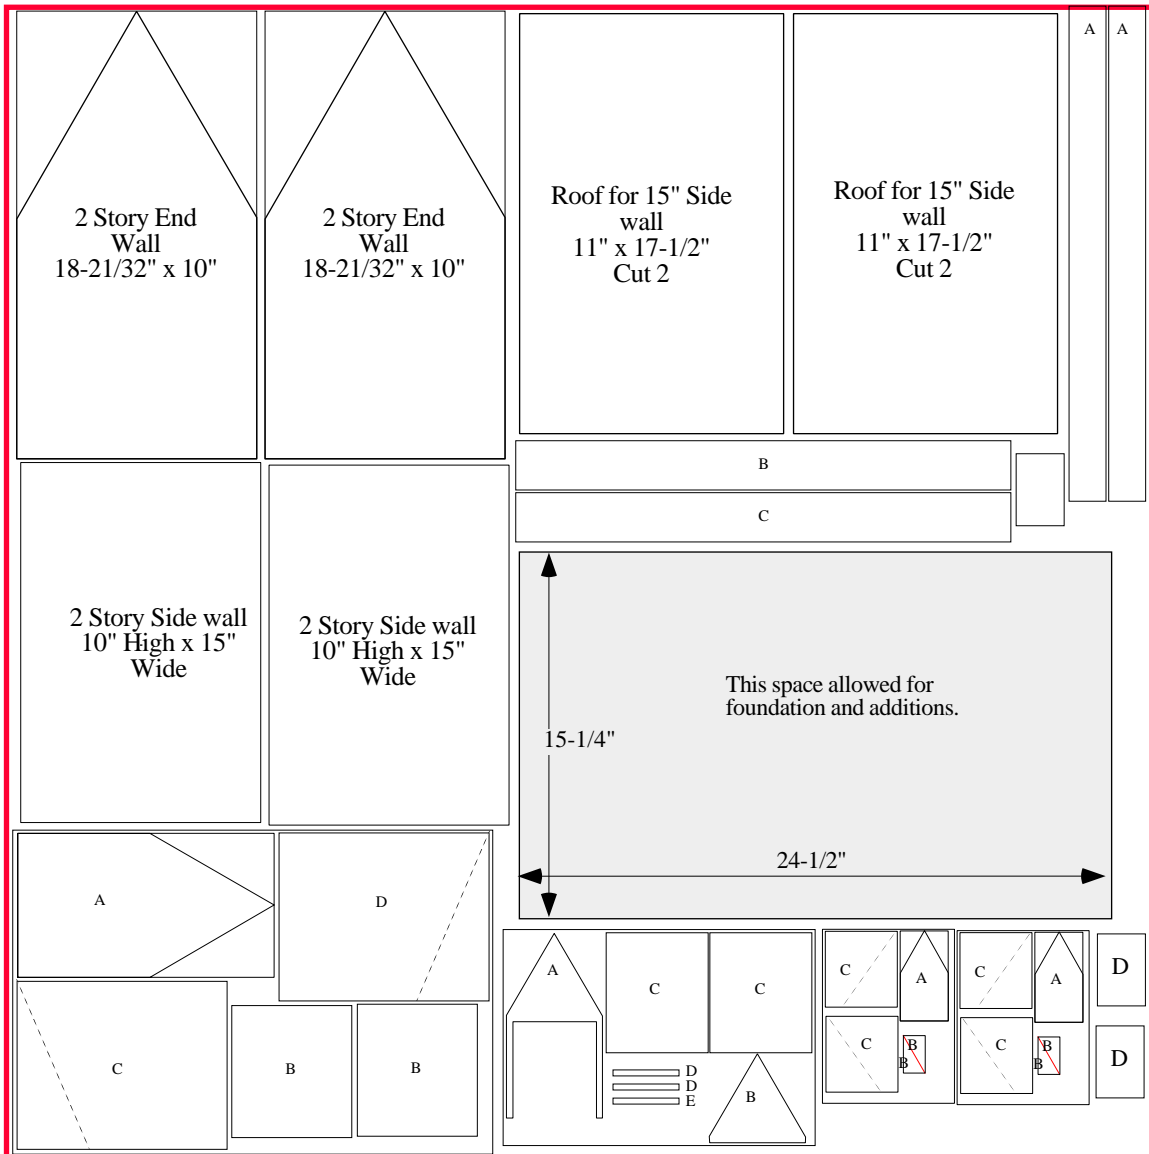 A A
2 Story End
Wall
18-21/32" x 10"
2 Story End
Wall
18-21/32" x 10"
Roof for 15" Side
wall
11" x 17-1/2"
Cut 2
Roof for 15" Side
wall
11" x 17-1/2"
Cut 2
B
C
2 Story Side wall
10" High x 15"
Wide
2 Story Side wall
10" High x 15"
Wide
This space allowed for
foundation and additions.
15-1/4"
24-1/2"
A
D
C
B
B
A
C
C
D
D
E
B
C
A
C
B
B
C
A
C
B
B
D
D